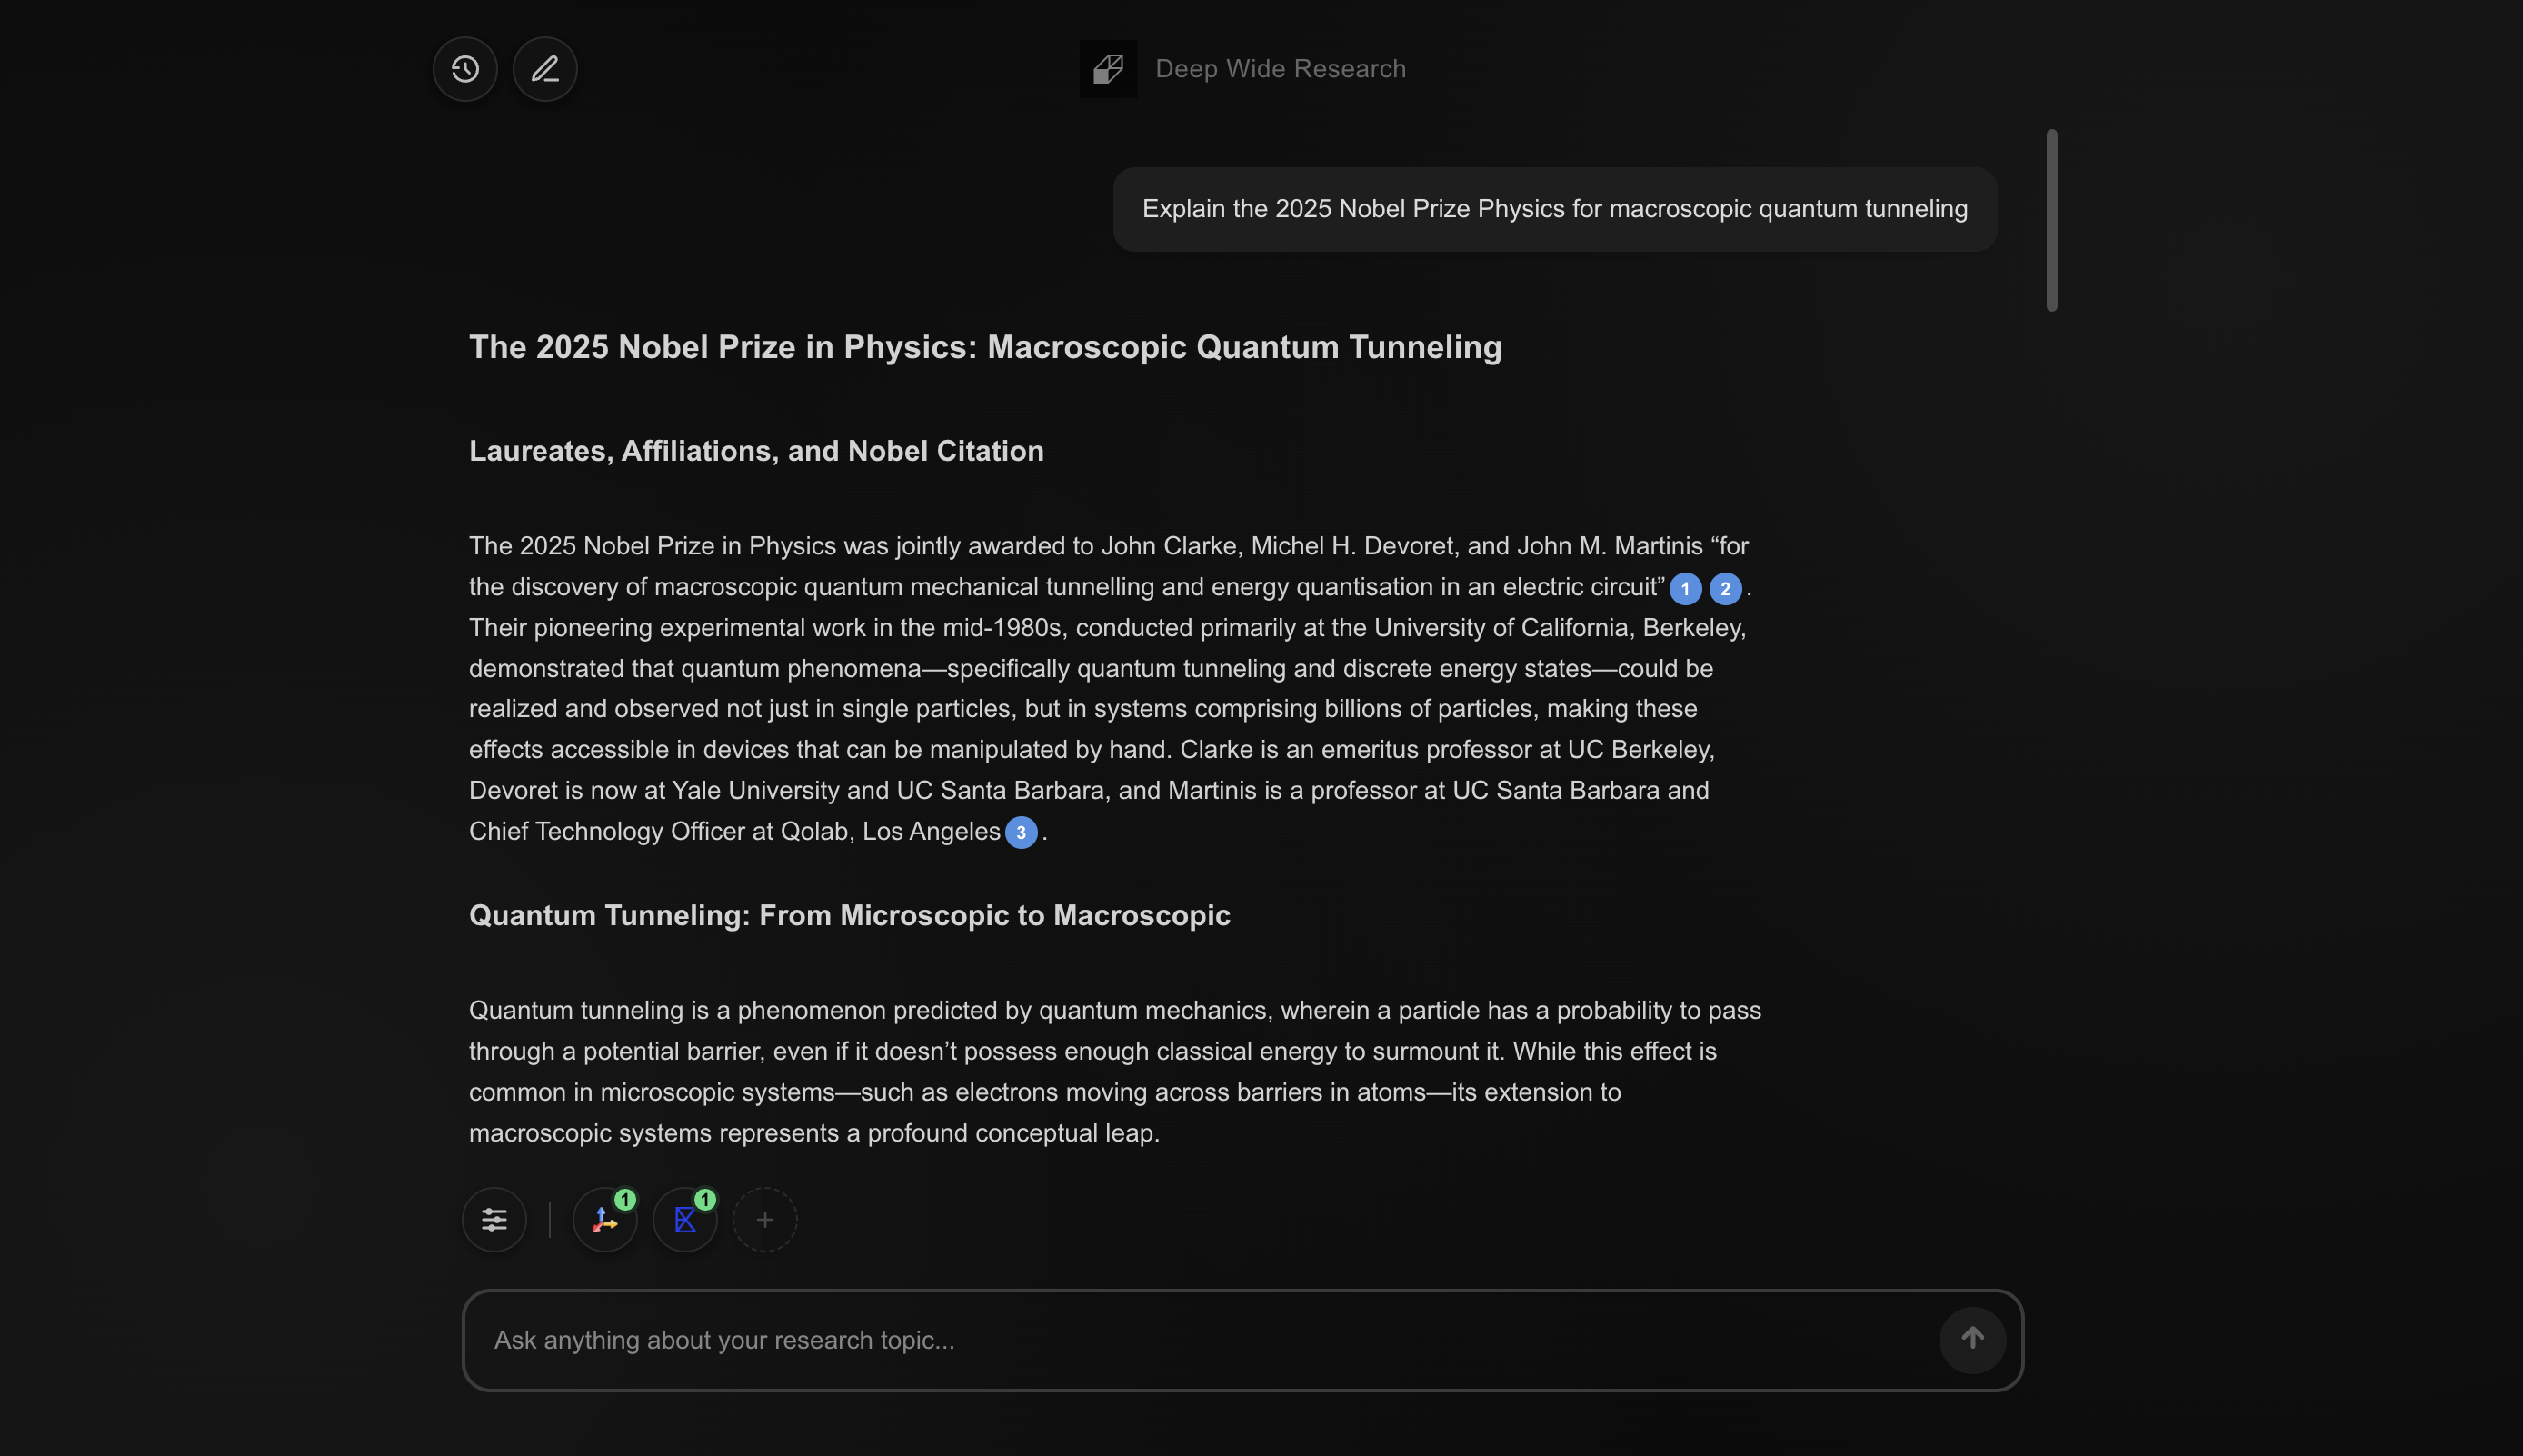 Deep Wide Research
Explain the 2025 Nobel Prize Physics for macroscopic quantum tunneling
The 2025 Nobel Prize in Physics: Macroscopic Quantum Tunneling
Laureates, Affiliations, and Nobel Citation
The 2025 Nobel Prize in Physics was jointly awarded to John Clarke, Michel H. Devoret, and John M. Martinis “for
the discovery of macroscopic quantum mechanical tunnelling and energy quantisation in an electric circuit” 1 2 .
Their pioneering experimental work in the mid-1980s, conducted primarily at the University of California, Berkeley,
demonstrated that quantum phenomena—specifically quantum tunneling and discrete energy states—could be
realized and observed not just in single particles, but in systems comprising billions of particles, making these
effects accessible in devices that can be manipulated by hand. Clarke is an emeritus professor at UC Berkeley,
Devoret is now at Yale University and UC Santa Barbara, and Martinis is a professor at UC Santa Barbara and
Chief Technology Officer at Qolab, Los Angeles 3 .
Quantum Tunneling: From Microscopic to Macroscopic
Quantum tunneling is a phenomenon predicted by quantum mechanics, wherein a particle has a probability to pass
through a potential barrier, even if it doesn’t possess enough classical energy to surmount it. While this effect is
common in microscopic systems—such as electrons moving across barriers in atoms—its extension to
macroscopic systems represents a profound conceptual leap.
1 1
Ask anything about your research topic...